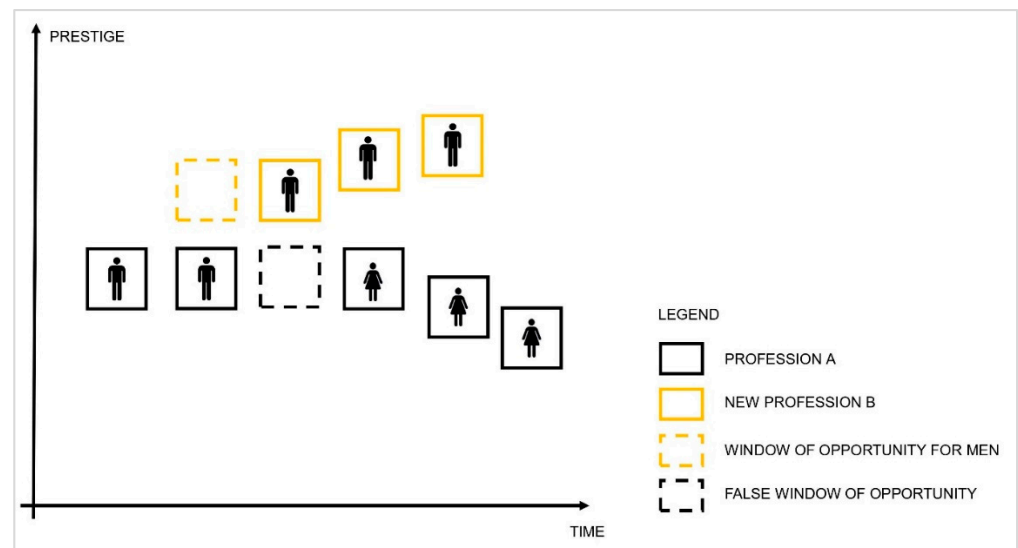 PRESTIGE
LEGEND
PROFESSION A
NEW PROFESSION B
WINDOW OF OPPORTUNITY FOR MEN
FALSE WINDOW OF OPPORTUNITY
TIME